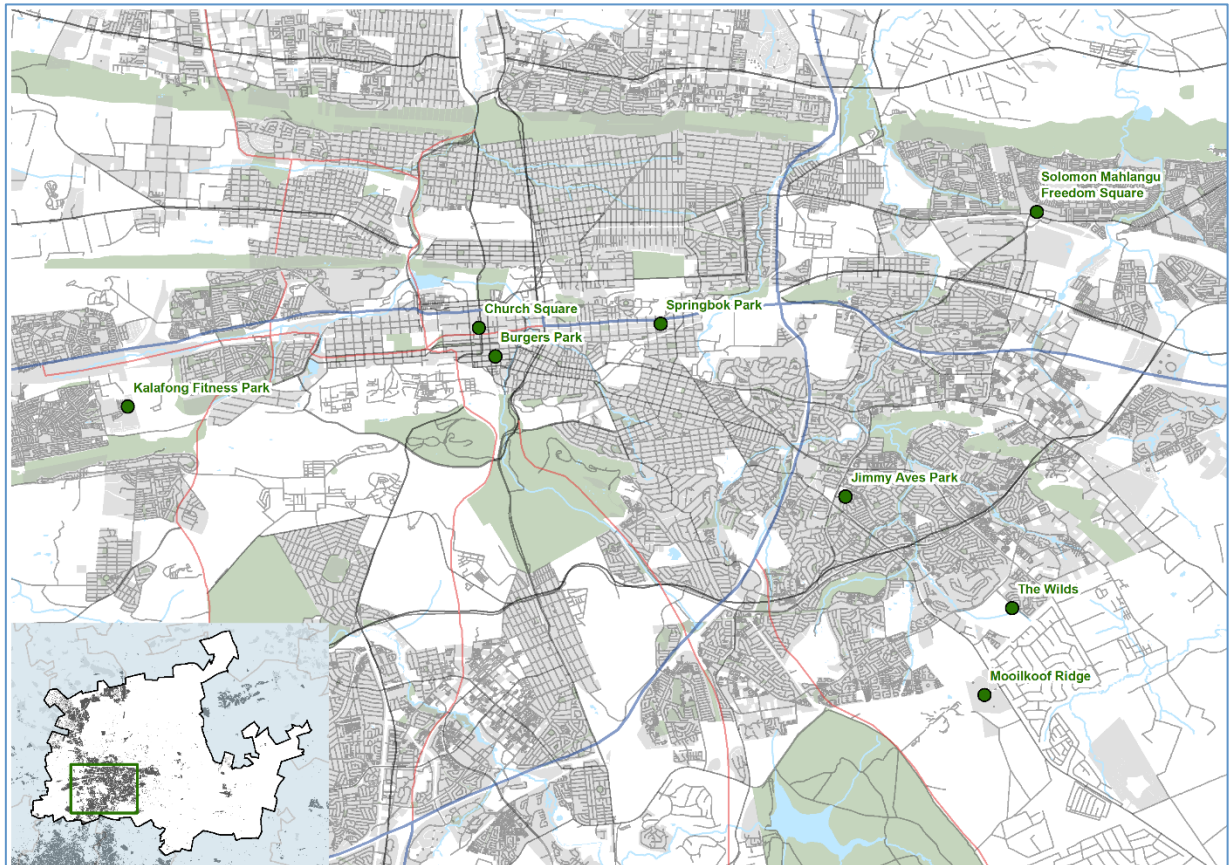 Solomon Mahlangu
Freedom Square
Church Square
Springbok Park
Burgers Park
Kalafong Fitness Park
Jimmy Aves Park
The Wilds
Mooilkoof Ridge